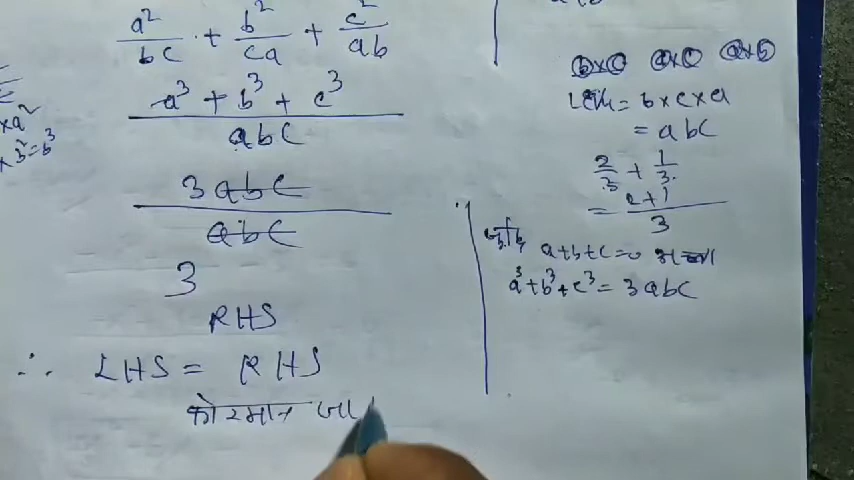 a²/bc + b²/ca + c²/ab
a³ + b³ + c³
abc
3abc
abc
3
RHS
∴ LHS = RHS
×a²
b×c a×c a×b
LCM = b×c×a
= abc
2/3 + 1/3
= 2+1
3
a+b+c=0
a³+b³+c³ = 3abc